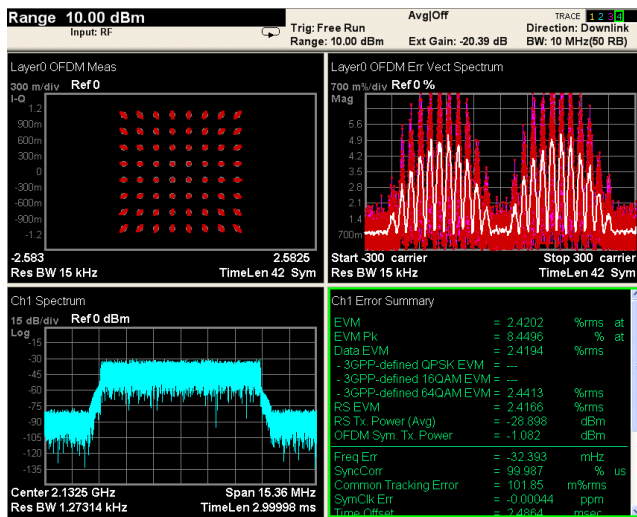 Range 10.00 dBm
Input: RF
Trig: Free Run
Range: 10.00 dBm
Avg|Off
Ext Gain: -20.39 dB
TRACE 1 2 3 4
Direction: Downlink
BW: 10 MHz(50 RB)
Layer0 OFDM Meas
300 m/div Ref 0
I-Q
1.2
900m
600m
300m
0
-300m
-600m
-900m
-1.2
-2.583 2.5825
Res BW 15 kHz TimeLen 42 Sym
Layer0 OFDM Err Vect Spectrum
700 m%/div Ref 0 %
Mag
5.6
4.9
4.2
3.5
2.8
2.1
1.4
700m
Start -300 carrier Stop 300 carrier
Res BW 15 kHz TimeLen 42 Sym
Ch1 Spectrum
15 dB/div Ref 0 dBm
Log
-15
-30
-45
-60
-75
-90
-105
-120
-135
Center 2.1325 GHz Span 15.36 MHz
Res BW 1.27314 kHz TimeLen 2.99998 ms
Ch1 Error Summary
EVM = 2.4202 %rms at
EVM Pk = 8.4496 % at
Data EVM = 2.4194 %rms
- 3GPP-defined QPSK EVM = ---
- 3GPP-defined 16QAM EVM = ---
- 3GPP-defined 64QAM EVM = 2.4413 %rms
RS EVM = 2.4166 %rms
RS Tx. Power (Avg) = -28.898 dBm
OFDM Sym. Tx. Power = -1.082 dBm
Freq Err = -32.393 mHz
SyncCorr = 99.987 % us
Common Tracking Error = 101.85 m%rms
SymClk Err = -0.00044 ppm
Time Offset = 2.4864 msec